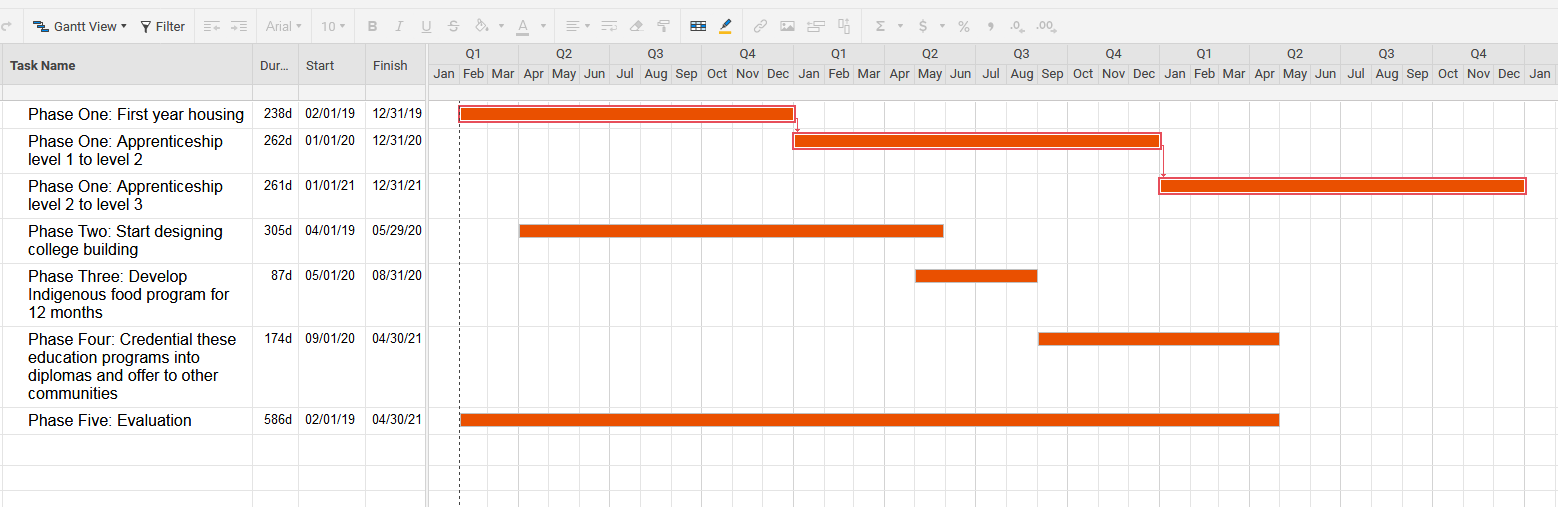 Gantt View Filter Arial 10 B I U S A Σ $ % , .0 .00
Task Name Dur... Start Finish
Q1 Q2 Q3 Q4 Q1 Q2 Q3 Q4 Q1 Q2 Q3 Q4
Jan Feb Mar Apr May Jun Jul Aug Sep Oct Nov Dec Jan Feb Mar Apr May Jun Jul Aug Sep Oct Nov Dec Jan Feb Mar Apr May Jun Jul Aug Sep Oct Nov Dec Jan
Phase One: First year housing 238d 02/01/19 12/31/19
Phase One: Apprenticeship 262d 01/01/20 12/31/20
level 1 to level 2
Phase One: Apprenticeship 261d 01/01/21 12/31/21
level 2 to level 3
Phase Two: Start designing 305d 04/01/19 05/29/20
college building
Phase Three: Develop 87d 05/01/20 08/31/20
Indigenous food program for
12 months
Phase Four: Credential these 174d 09/01/20 04/30/21
education programs into
diplomas and offer to other
communities
Phase Five: Evaluation 586d 02/01/19 04/30/21